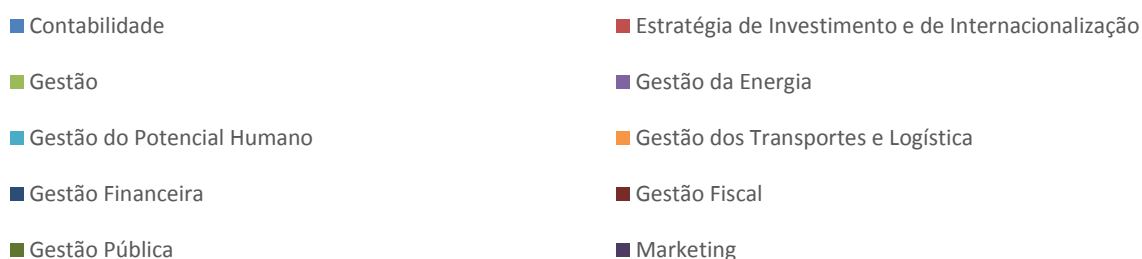 Contabilidade
Estratégia de Investimento e de Internacionalização
Gestão
Gestão da Energia
Gestão do Potencial Humano
Gestão dos Transportes e Logística
Gestão Financeira
Gestão Fiscal
Gestão Pública
Marketing